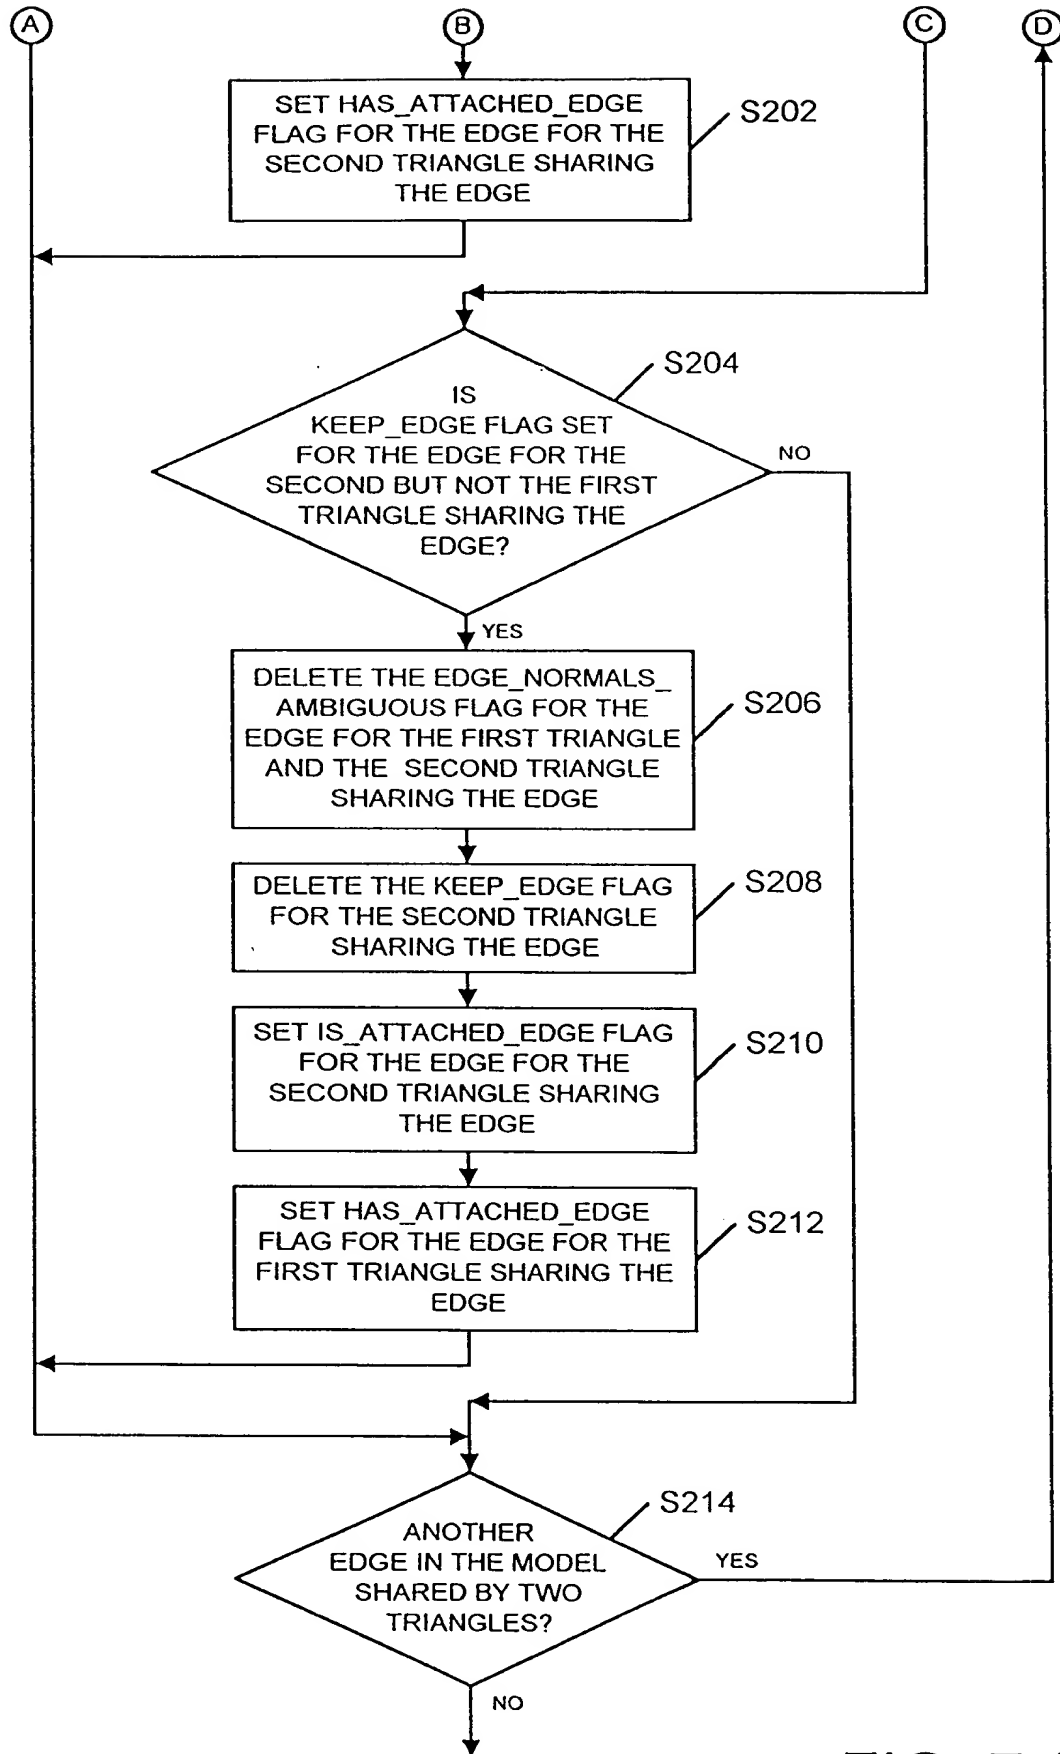 A
B
C
D
SET HAS_ATTACHED_EDGE
FLAG FOR THE EDGE FOR THE
SECOND TRIANGLE SHARING
THE EDGE
S202
S204
IS
KEEP_EDGE FLAG SET
FOR THE EDGE FOR THE
SECOND BUT NOT THE FIRST
TRIANGLE SHARING THE
EDGE?
NO
YES
DELETE THE EDGE_NORMALS_
AMBIGUOUS FLAG FOR THE
EDGE FOR THE FIRST TRIANGLE
AND THE SECOND TRIANGLE
SHARING THE EDGE
S206
DELETE THE KEEP_EDGE FLAG
FOR THE SECOND TRIANGLE
SHARING THE EDGE
S208
SET IS_ATTACHED_EDGE FLAG
FOR THE EDGE FOR THE
SECOND TRIANGLE SHARING
THE EDGE
S210
SET HAS_ATTACHED_EDGE
FLAG FOR THE EDGE FOR THE
FIRST TRIANGLE SHARING THE
EDGE
S212
S214
ANOTHER
EDGE IN THE MODEL
SHARED BY TWO
TRIANGLES?
YES
NO